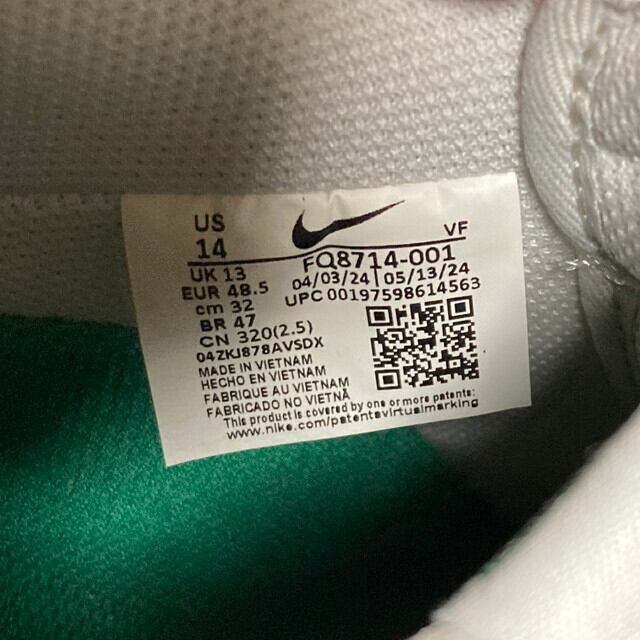 US
14
VF
FQ8714-001
UK 13
04/03/24 | 05/13/24
EUR 48.5
UPC 00197598614563
cm 32
BR 47
CN 320(2.5)
04ZKJ878AVSDX
MADE IN VIETNAM
HECHO EN VIETNAM
FABRIQUE AU VIETNAM
FABRICADO NO VIETNÃ
This product is covered by one or more patents:
www.nike.com/patentsvirtualmarking